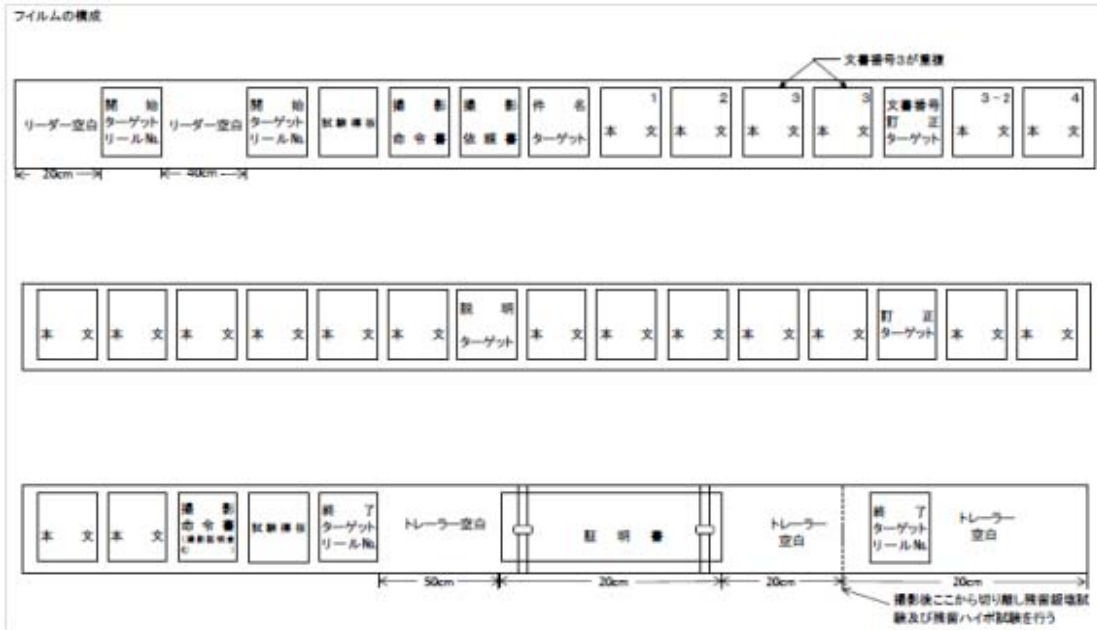 フイルムの構成
文書番号3が重複
リーダー空白
開始
ターゲット
リール№
リーダー空白
開始
ターゲット
リール№
試験標板
撮影
命令書
撮影
依頼書
件名
ターゲット
1
本文
2
本文
3
本文
3
本文
文書番号
訂正
ターゲット
3-2
本文
4
本文
20cm
40cm
本文
本文
本文
本文
本文
本文
説明
ターゲット
本文
本文
本文
本文
本文
訂正
ターゲット
本文
本文
本文
本文
撮影
命令書
試験標板
終了
ターゲット
リール№
トレーラー空白
証明書
トレーラー
空白
終了
ターゲット
リール№
トレーラー
空白
50cm
20cm
20cm
20cm
撮影後ここから切り離し残留銀塩試
験及び残留ハイポ試験を行う